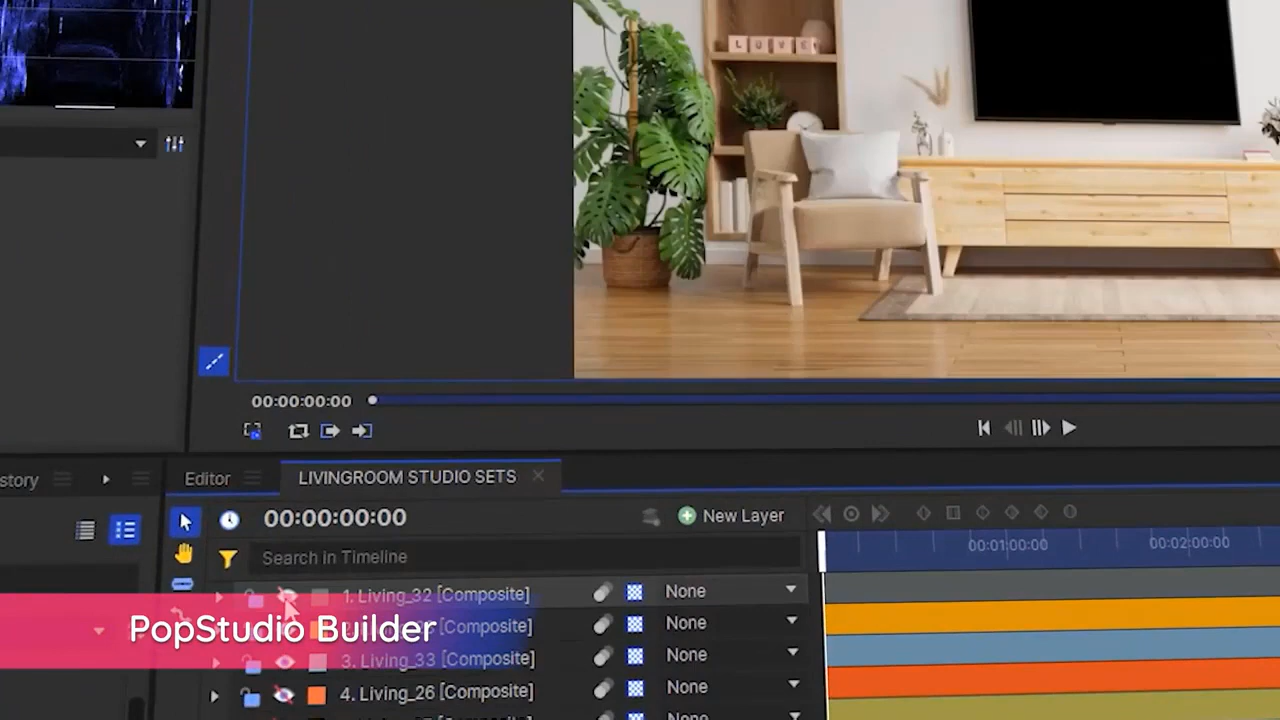 LOVE
00:00:00:00
story
Editor
LIVINGROOM STUDIO SETS
00:00:00:00
New Layer
Search in Timeline
00:01:00:00
00:02:00:00
1. Living_32 [Composite]
None
[Composite]
None
3. Living_33 [Composite]
None
4. Living_26 [Composite]
None
PopStudio Builder